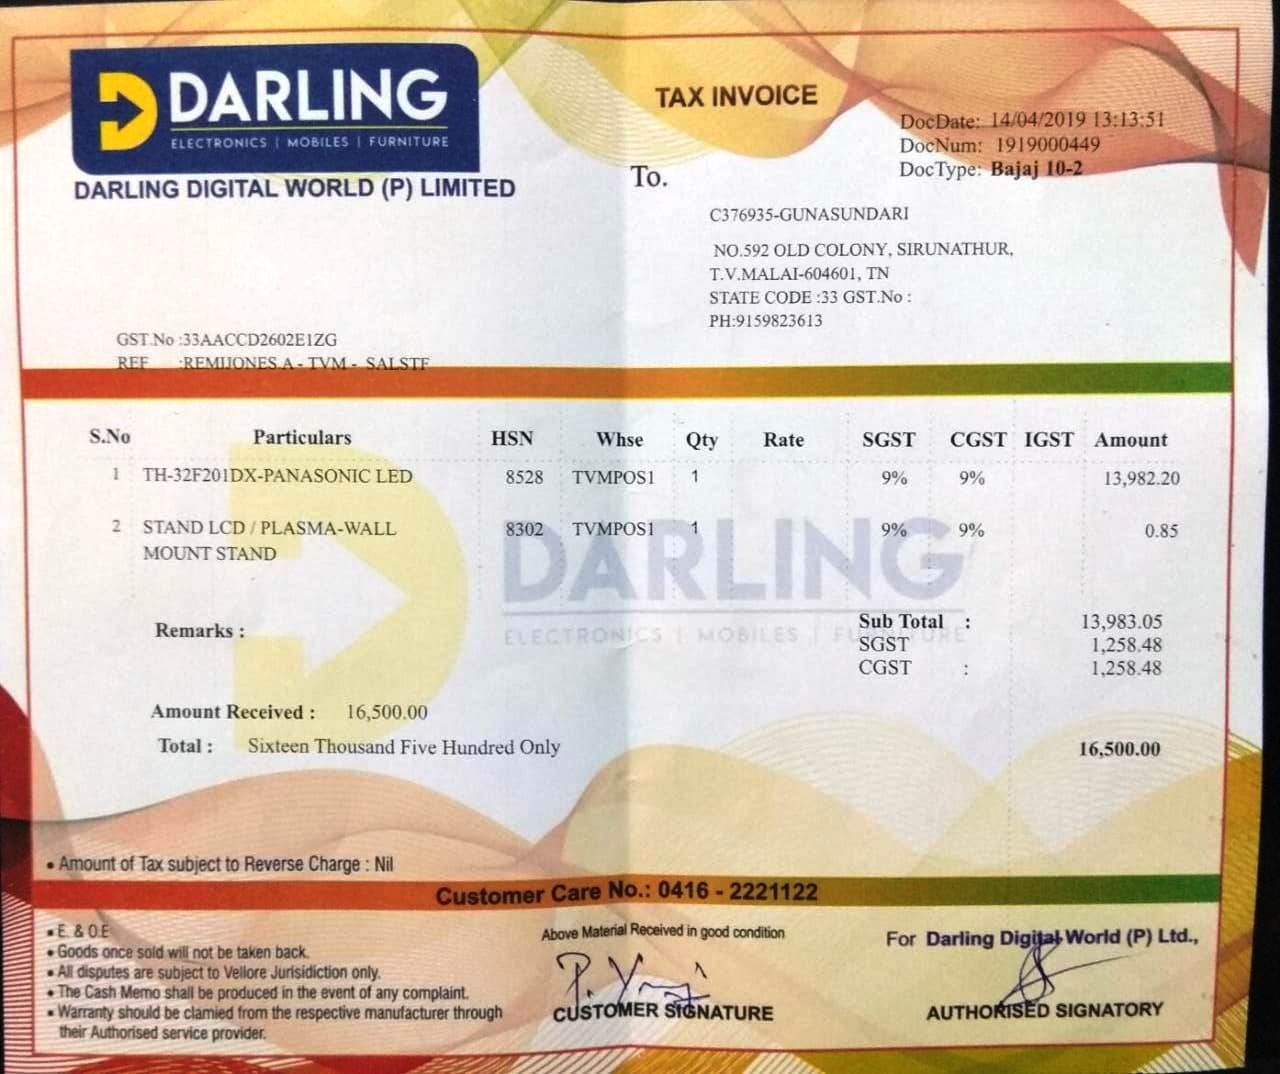 DARLING
ELECTRONICS | MOBILES | FURNITURE
DARLING DIGITAL WORLD (P) LIMITED
TAX INVOICE
DocDate: 14/04/2019 13:13:51
DocNum: 1919000449
DocType: Bajaj 10-2
To.
C376935-GUNASUNDARI
NO.592 OLD COLONY, SIRUNATHUR,
T.V.MALAI-604601, TN
STATE CODE :33 GST.No :
PH:9159823613
GST.No :33AACCD2602E1ZG
REF :REMIJONES A - TVM - SALSTF
S.No Particulars HSN Whse Qty Rate SGST CGST IGST Amount
1 TH-32F201DX-PANASONIC LED 8528 TVMPOS1 1 9% 9% 13,982.20
2 STAND LCD / PLASMA-WALL 8302 TVMPOS1 1 9% 9% 0.85
MOUNT STAND
DARLING
ELECTRONICS | MOBILES | FURNITURE
Remarks :
Sub Total : 13,983.05
SGST 1,258.48
CGST : 1,258.48
Amount Received : 16,500.00
Total : Sixteen Thousand Five Hundred Only 16,500.00
• Amount of Tax subject to Reverse Charge : Nil
Customer Care No.: 0416 - 2221122
• E. & O.E
• Goods once sold will not be taken back.
• All disputes are subject to Vellore Jurisidiction only.
• The Cash Memo shall be produced in the event of any complaint.
• Warranty should be clamied from the respective manufacturer through
their Authorised service provider.
Above Material Received in good condition
CUSTOMER SIGNATURE
For Darling Digital World (P) Ltd.,
AUTHORISED SIGNATORY